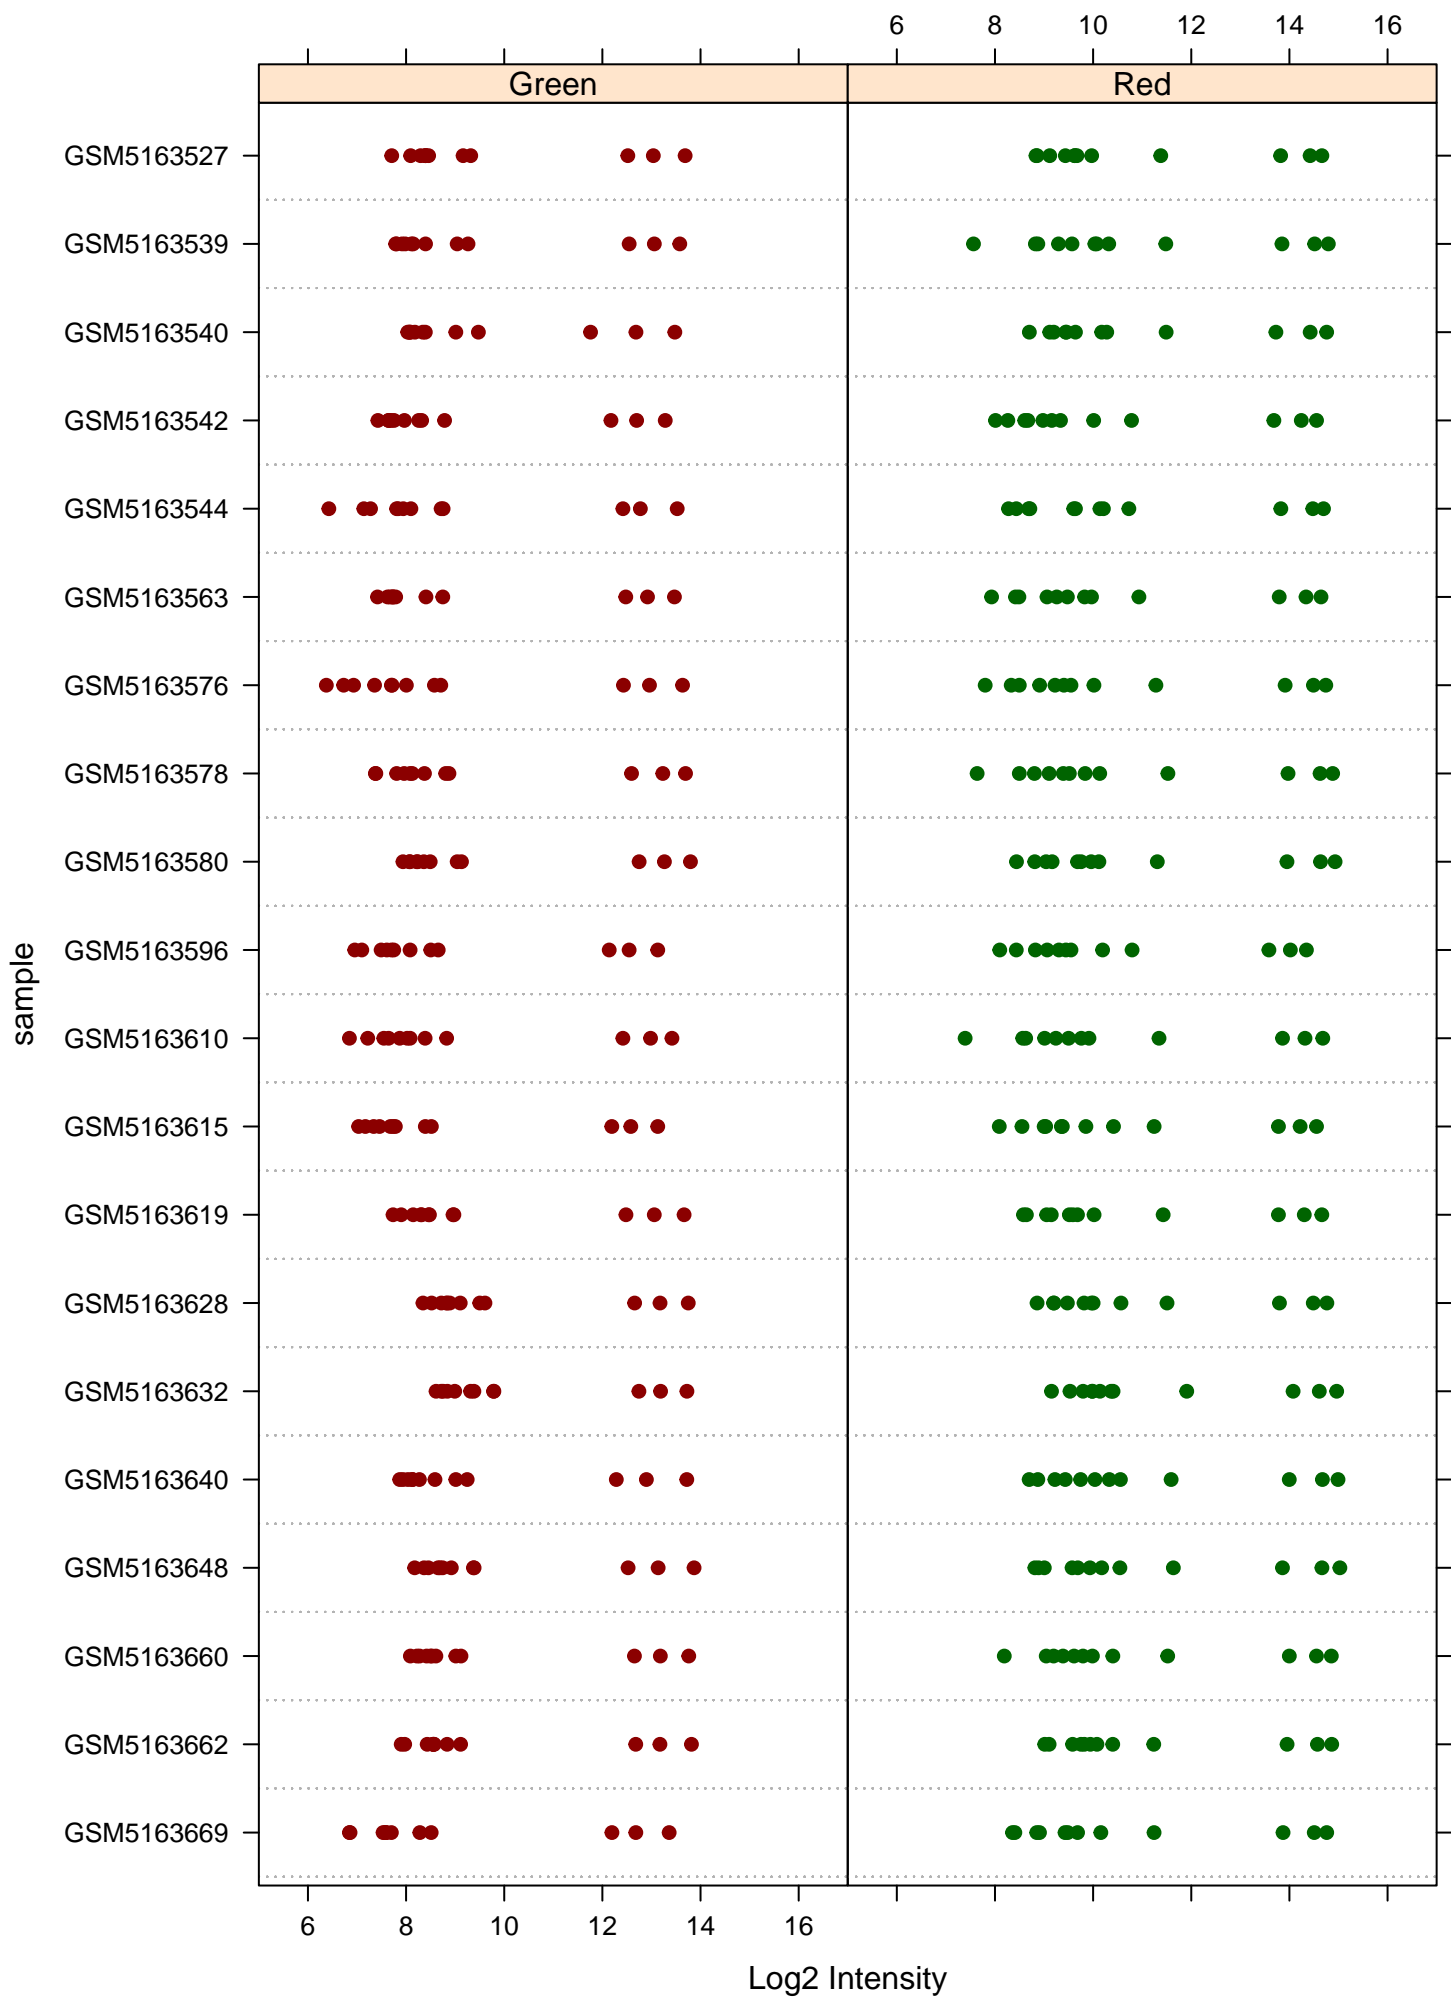 6 8 10 12 14 16
Green Red
GSM5163527
GSM5163539
GSM5163540
GSM5163542
GSM5163544
GSM5163563
GSM5163576
GSM5163578
GSM5163580
GSM5163596
GSM5163610
GSM5163615
GSM5163619
GSM5163628
GSM5163632
GSM5163640
GSM5163648
GSM5163660
GSM5163662
GSM5163669
sample
6 8 10 12 14 16
Log2 Intensity